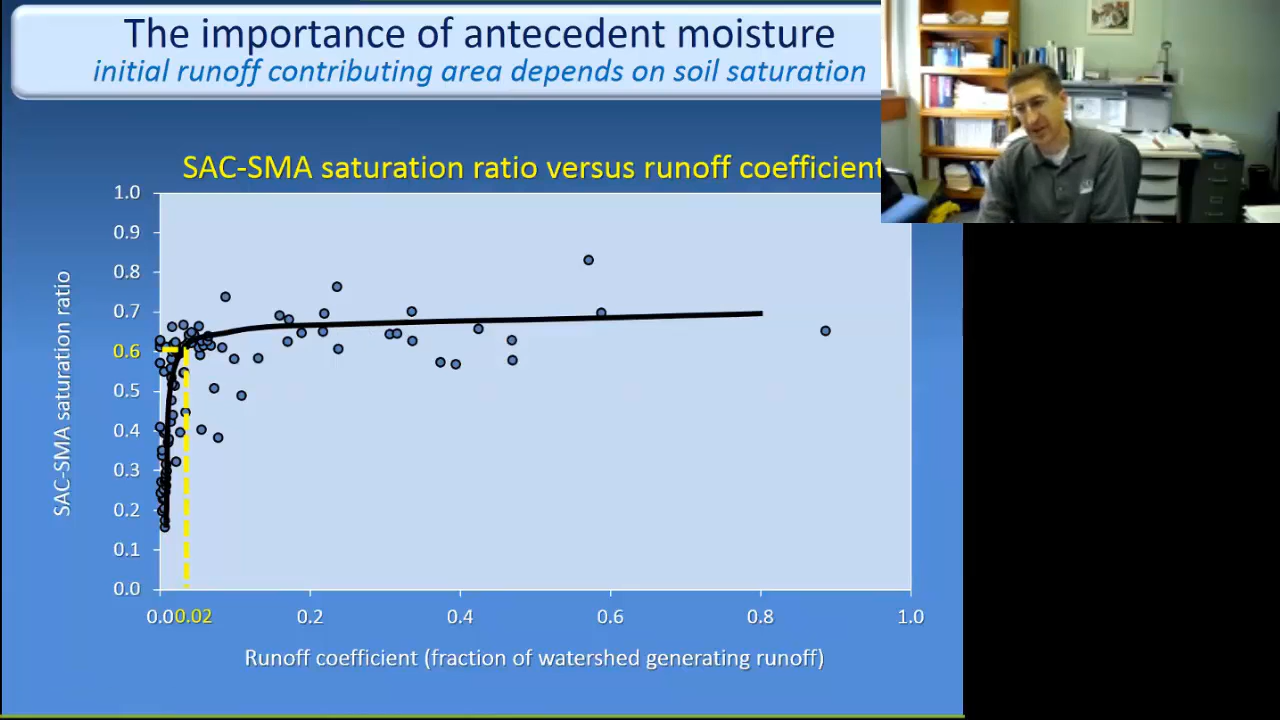 The importance of antecedent moisture
initial runoff contributing area depends on soil saturation
SAC-SMA saturation ratio versus runoff coefficient
SAC-SMA saturation ratio
1.0
0.9
0.8
0.7
0.6
0.5
0.4
0.3
0.2
0.1
0.0
0.0 0.02 0.2 0.4 0.6 0.8 1.0
Runoff coefficient (fraction of watershed generating runoff)